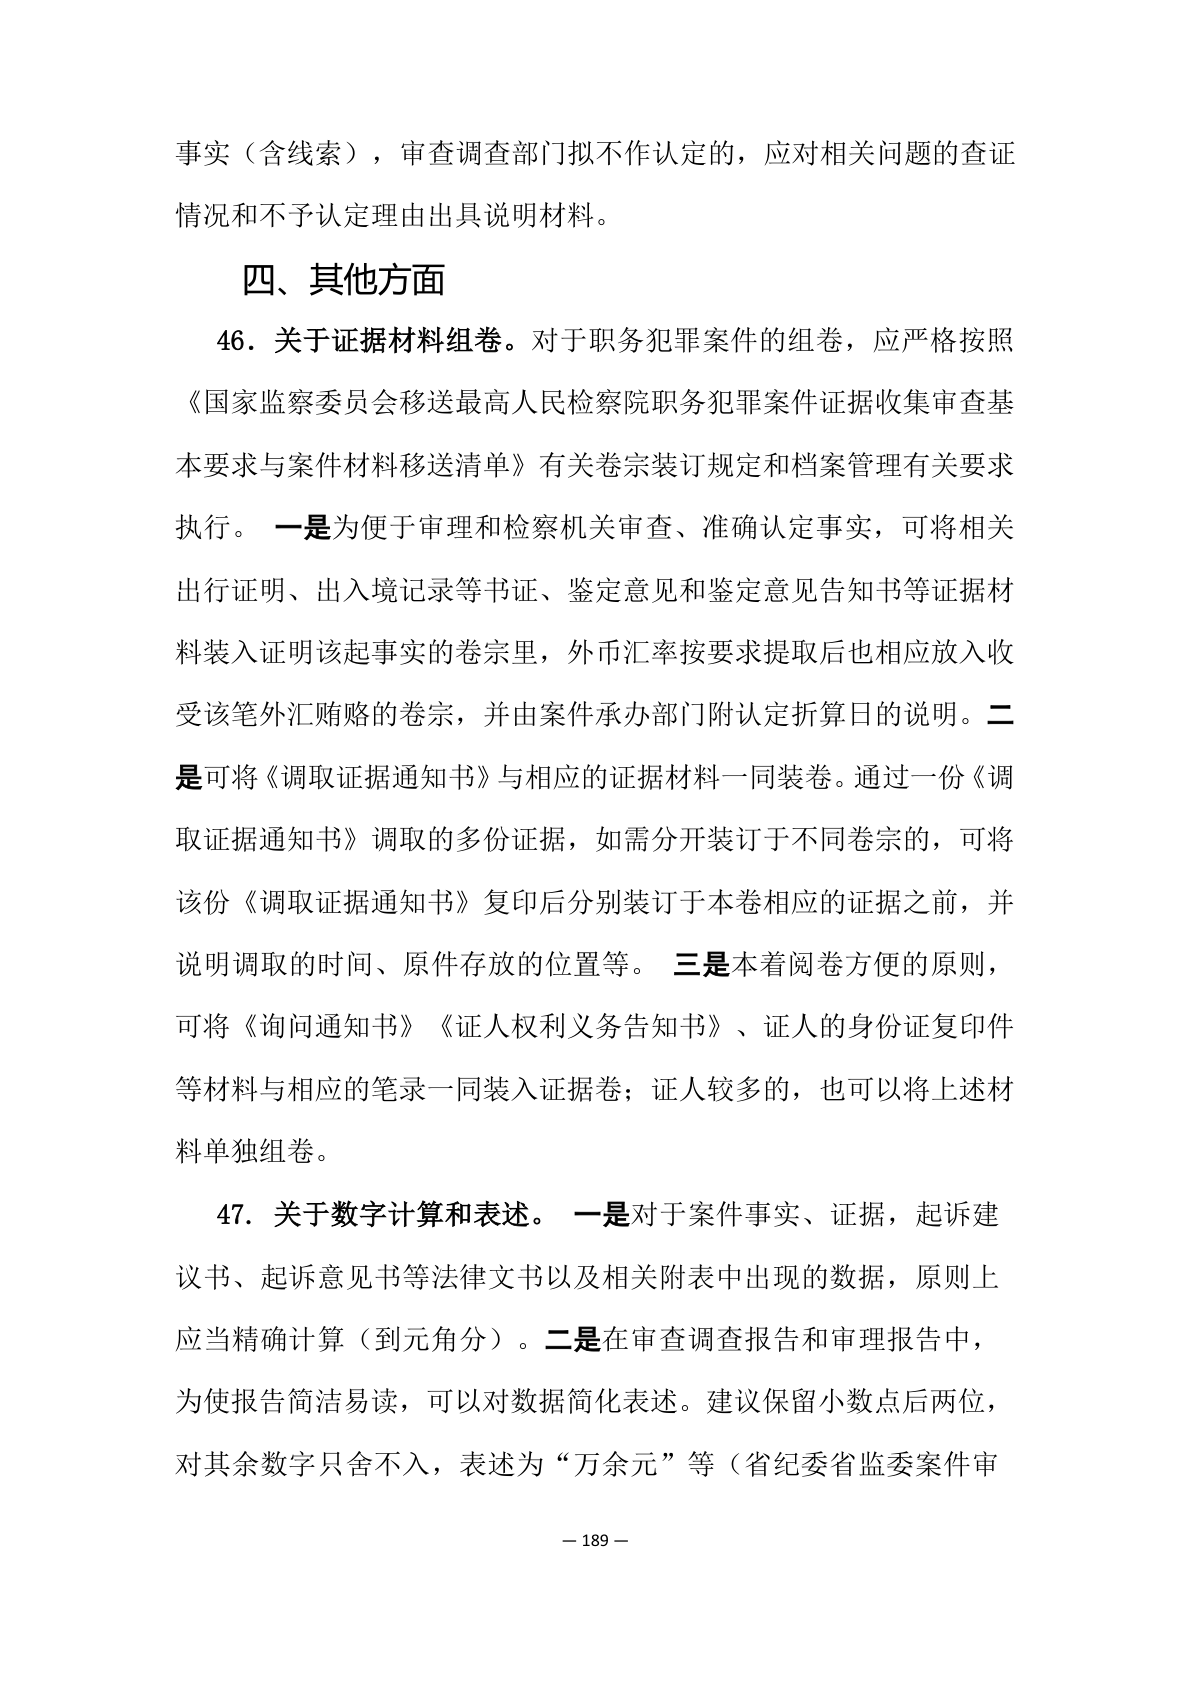 事实（含线索），审查调查部门拟不作认定的，应对相关问题的查证
情况和不予认定理由出具说明材料。
四、其他方面
46．关于证据材料组卷。对于职务犯罪案件的组卷，应严格按照
《国家监察委员会移送最高人民检察院职务犯罪案件证据收集审查基
本要求与案件材料移送清单》有关卷宗装订规定和档案管理有关要求
执行。 一是为便于审理和检察机关审查、准确认定事实，可将相关
出行证明、出入境记录等书证、鉴定意见和鉴定意见告知书等证据材
料装入证明该起事实的卷宗里，外币汇率按要求提取后也相应放入收
受该笔外汇贿赂的卷宗，并由案件承办部门附认定折算日的说明。二
是可将《调取证据通知书》与相应的证据材料一同装卷。通过一份《调
取证据通知书》调取的多份证据，如需分开装订于不同卷宗的，可将
该份《调取证据通知书》复印后分别装订于本卷相应的证据之前，并
说明调取的时间、原件存放的位置等。 三是本着阅卷方便的原则，
可将《询问通知书》《证人权利义务告知书》、证人的身份证复印件
等材料与相应的笔录一同装入证据卷；证人较多的，也可以将上述材
料单独组卷。
47. 关于数字计算和表述。 一是对于案件事实、证据，起诉建
议书、起诉意见书等法律文书以及相关附表中出现的数据，原则上
应当精确计算（到元角分）。二是在审查调查报告和审理报告中，
为使报告简洁易读，可以对数据简化表述。建议保留小数点后两位，
对其余数字只舍不入，表述为“万余元”等（省纪委省监委案件审
— 189 —